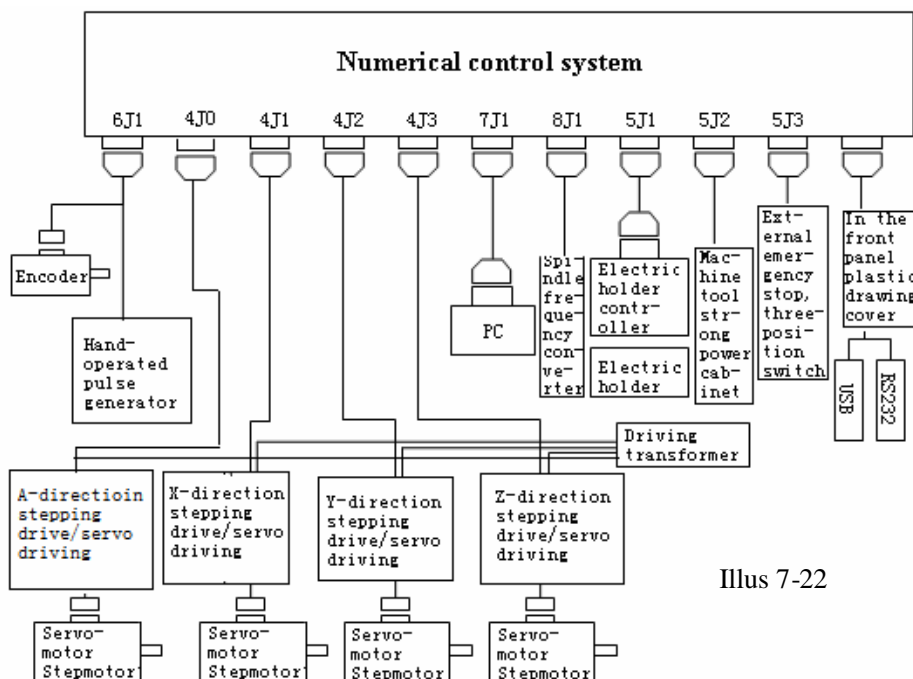 Numerical control system
6J1
4J0
4J1
4J2
4J3
7J1
8J1
5J1
5J2
5J3
Encoder
Hand-
operated
pulse
generator
PC
Spi-
ndle
fre-
quency
con-
verter
Electric
holder
contr-
oller
Electric
holder
Mac-
hine
tool
str-
ong
power
cab-
inet
Ext-
ernal
emer-
gency
stop,
three-
posi-
tion
switch
In the
front
panel
plastic
drawing
cover
USB
RS232
Driving
transformer
A-directioin
stepping
drive/servo
driving
X-direction
stepping
drive/servo
driving
Y-direction
stepping
drive/servo
driving
Z-direction
stepping
drive/servo
driving
Illus 7-22
Servo-
motor
Stepmotor
Servo-
motor
Stepmotor
Servo-
motor
Stepmotor
Servo-
motor
Stepmotor